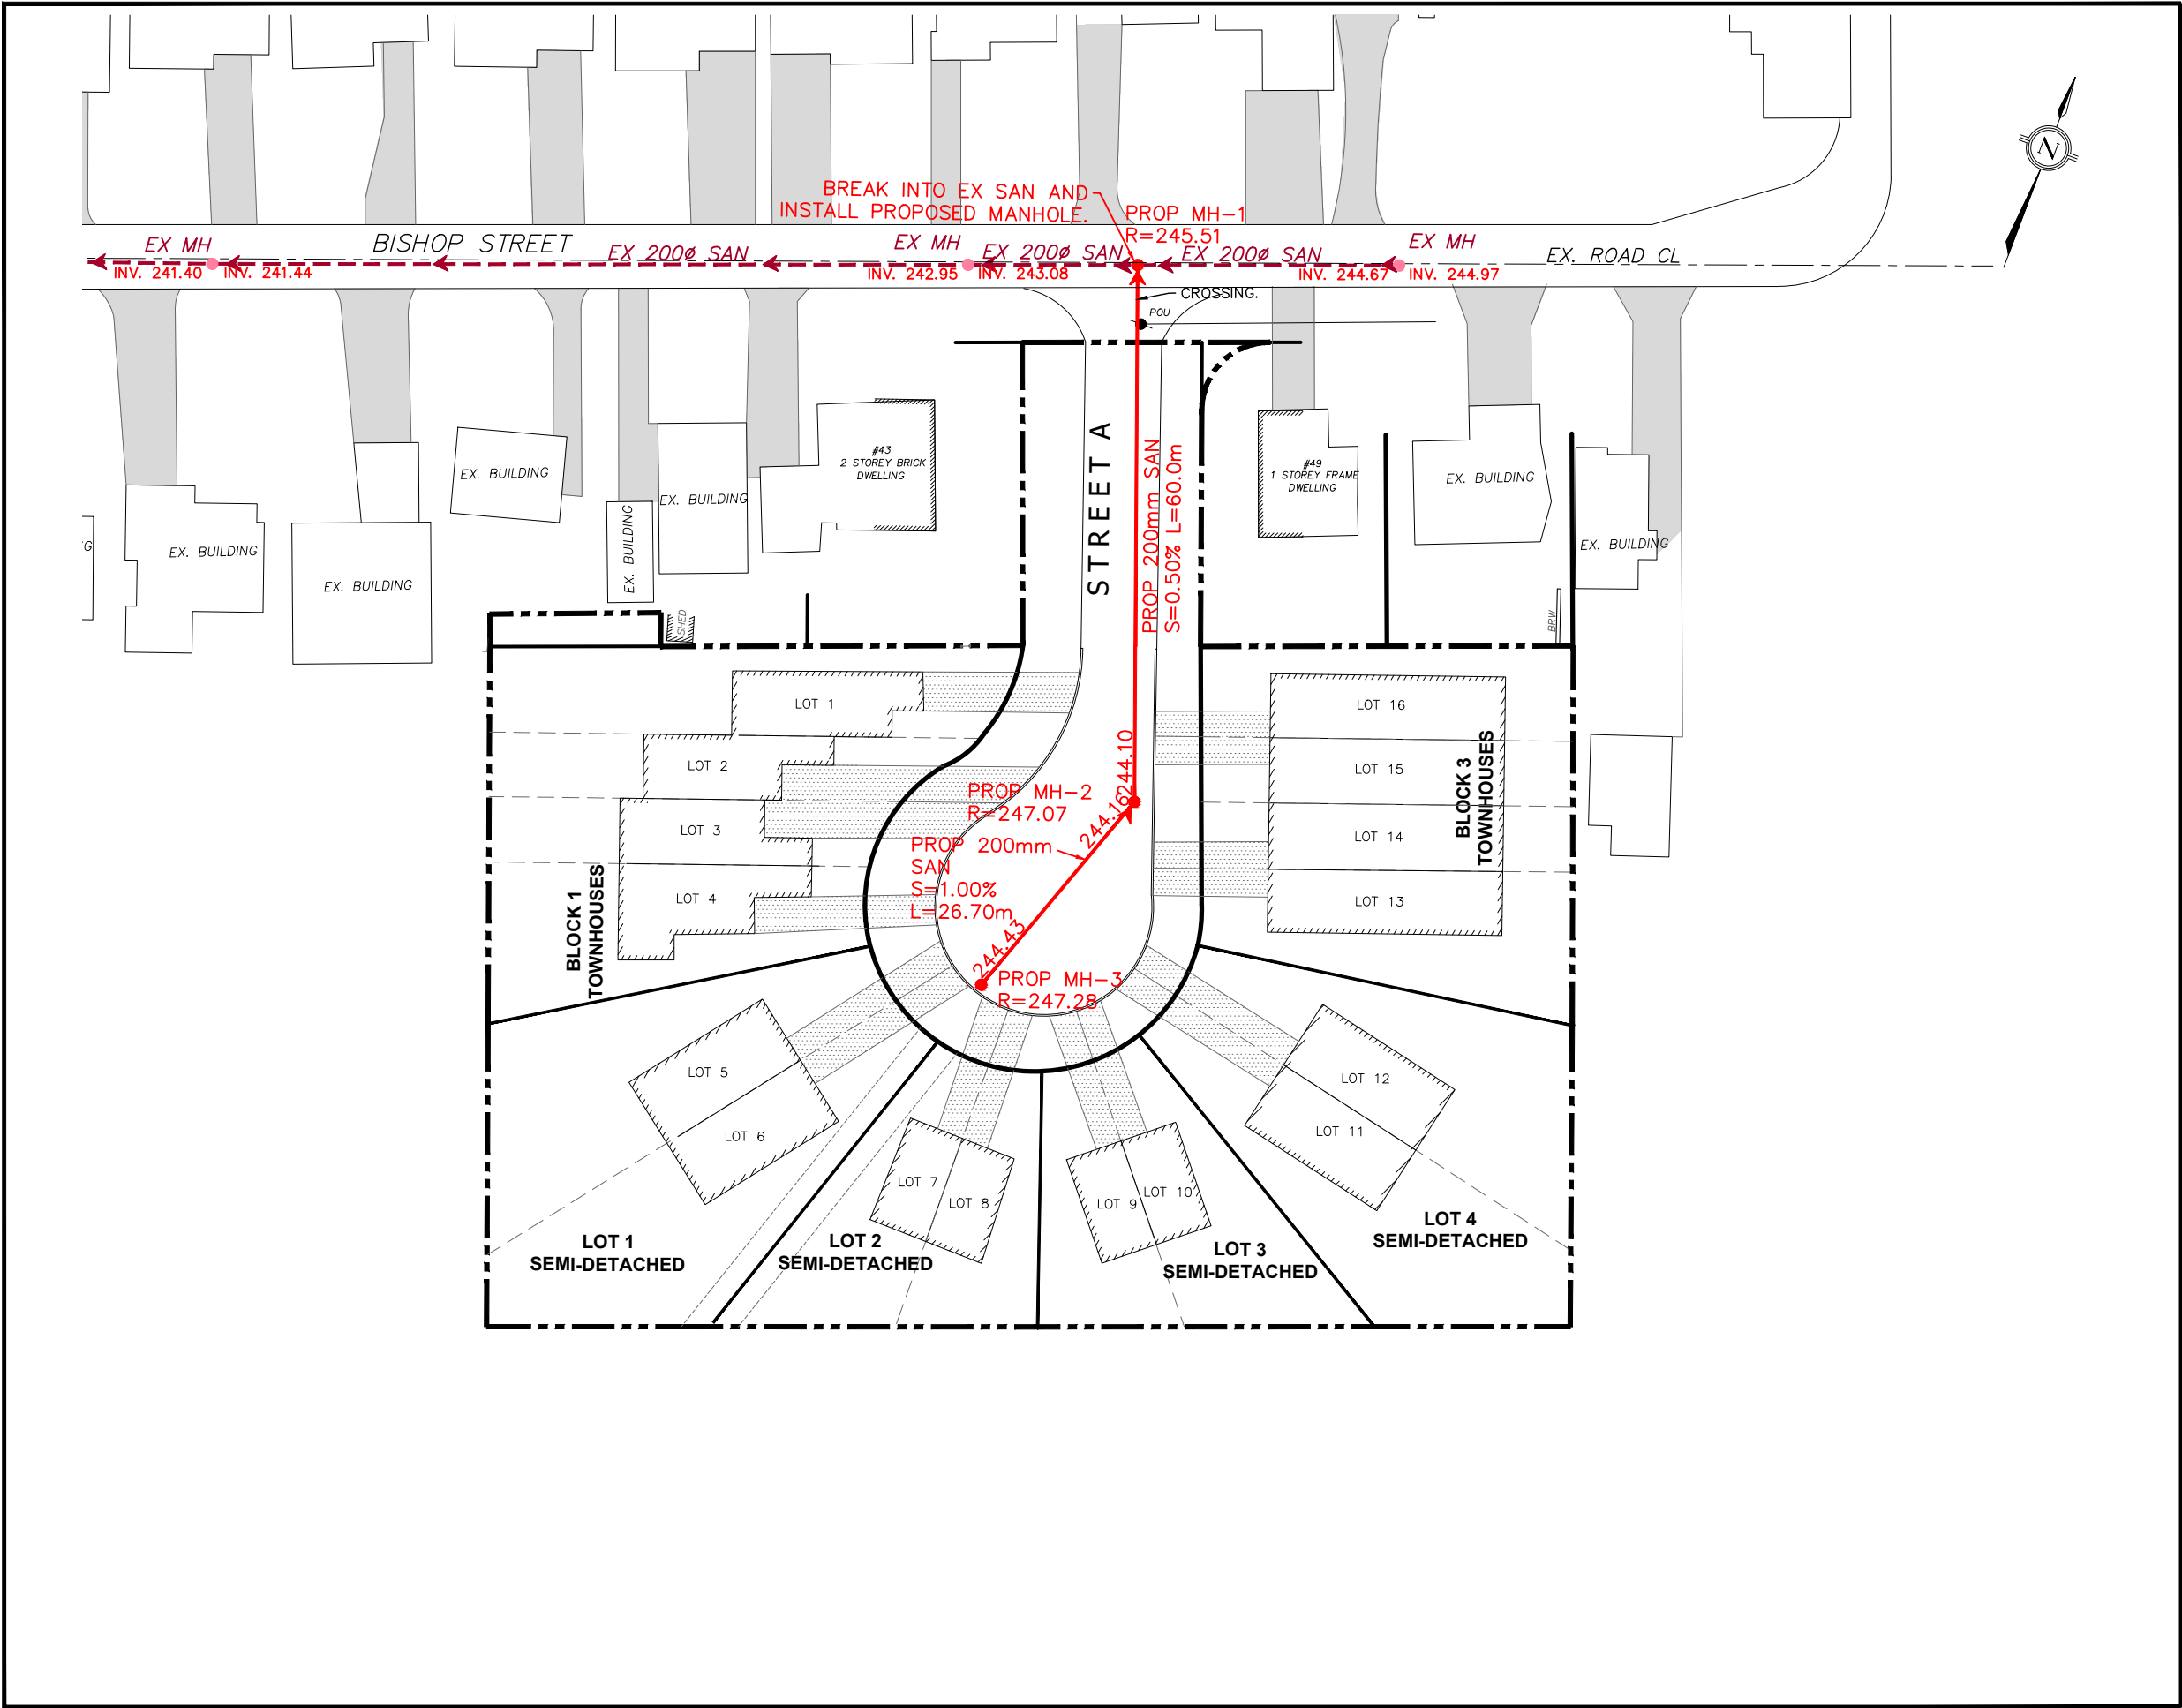 N
BREAK INTO EX SAN AND
INSTALL PROPOSED MANHOLE.
PROP MH-1
R=245.51
EX MH
BISHOP STREET
EX 200ø SAN
EX MH
EX 200ø SAN
EX 200ø SAN
EX MH
EX. ROAD CL
INV. 241.40
INV. 241.44
INV. 242.95
INV. 243.08
INV. 244.67
INV. 244.97
CROSSING.
POU
STREET A
PROP 200mm SAN
S=0.50% L=60.0m
#43
2 STOREY BRICK
DWELLING
#49
1 STOREY FRAME
DWELLING
EX. BUILDING
EX. BUILDING
EX. BUILDING
EX. BUILDING
EX. BUILDING
EX. BUILDING
EX. BUILDING
G
SHED
BRW
LOT 1
LOT 2
LOT 3
LOT 4
BLOCK 1
TOWNHOUSES
LOT 16
LOT 15
LOT 14
LOT 13
BLOCK 3
TOWNHOUSES
244.10
244.16
PROP MH-2
R=247.07
PROP 200mm
SAN
S=1.00%
L=26.70m
244.43
PROP MH-3
R=247.28
LOT 5
LOT 6
LOT 7
LOT 8
LOT 9
LOT 10
LOT 12
LOT 11
LOT 1
SEMI-DETACHED
LOT 2
SEMI-DETACHED
LOT 3
SEMI-DETACHED
LOT 4
SEMI-DETACHED